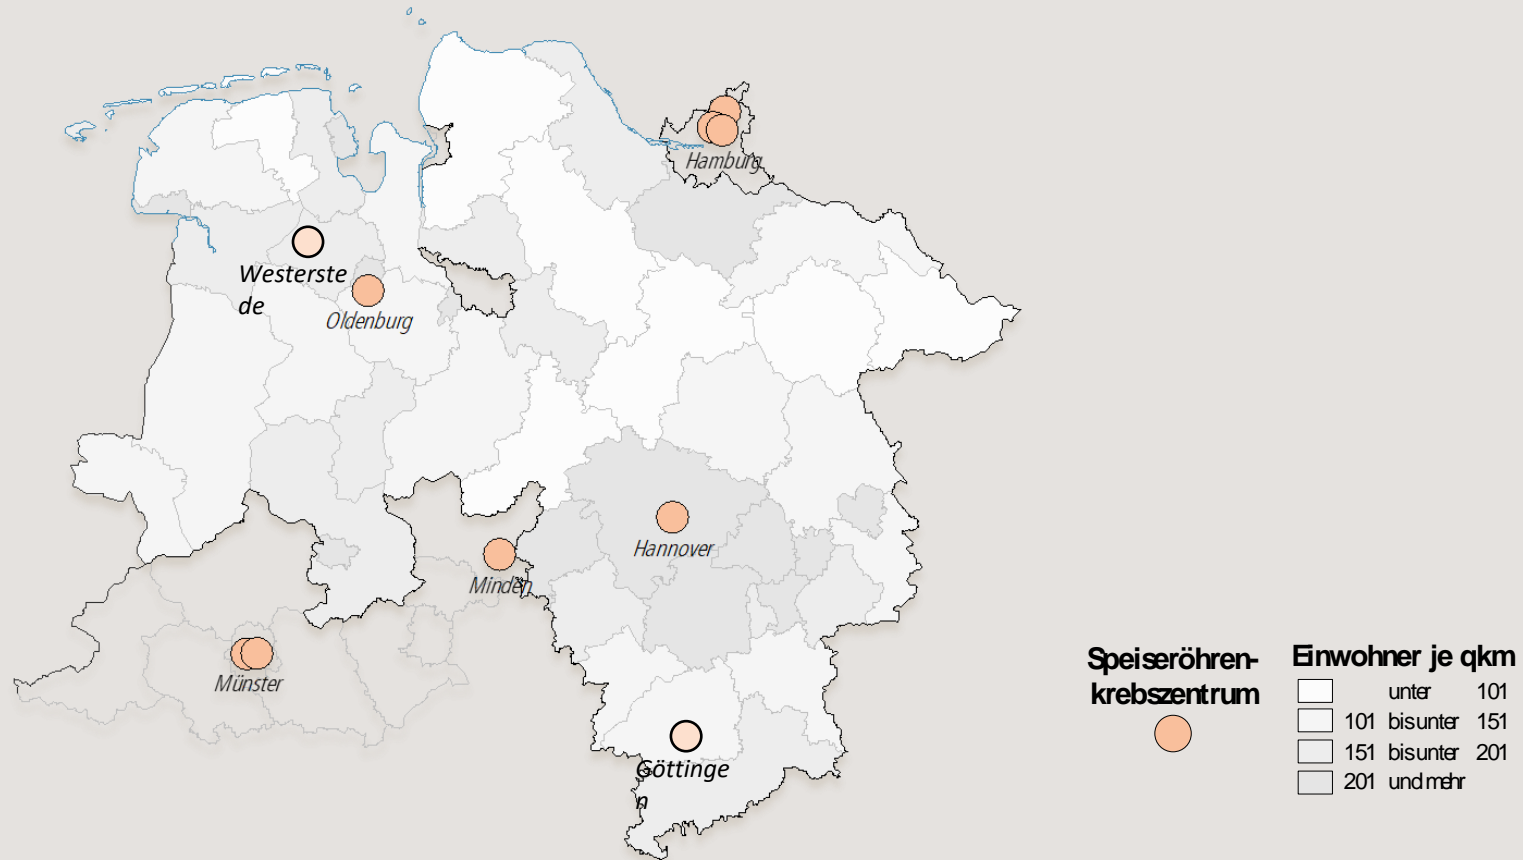 Hamburg
Westerste
de
Oldenburg
Hannover
Minden
Münster
Göttinge
n
Speiseröhren-
krebszentrum
Einwohner je qkm
unter 101
101 bis unter 151
151 bis unter 201
201 und mehr